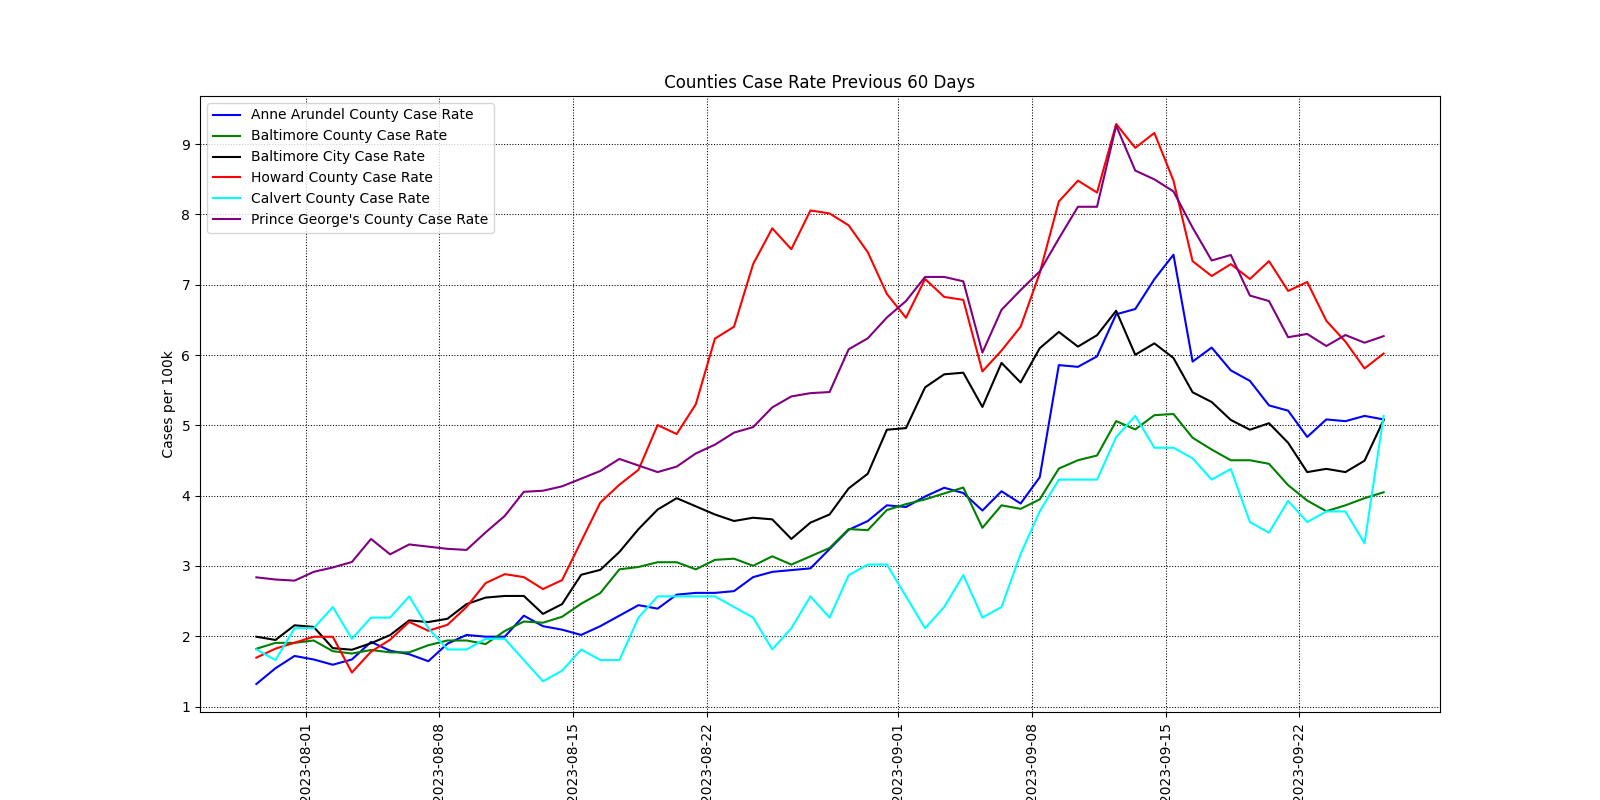 Counties Case Rate Previous 60 Days
Anne Arundel County Case Rate
Baltimore County Case Rate
Baltimore City Case Rate
Howard County Case Rate
Calvert County Case Rate
Prince George's County Case Rate
Cases per 100k
9
8
7
6
5
4
3
2
1
2023-08-01
2023-08-08
2023-08-15
2023-08-22
2023-09-01
2023-09-08
2023-09-15
2023-09-22